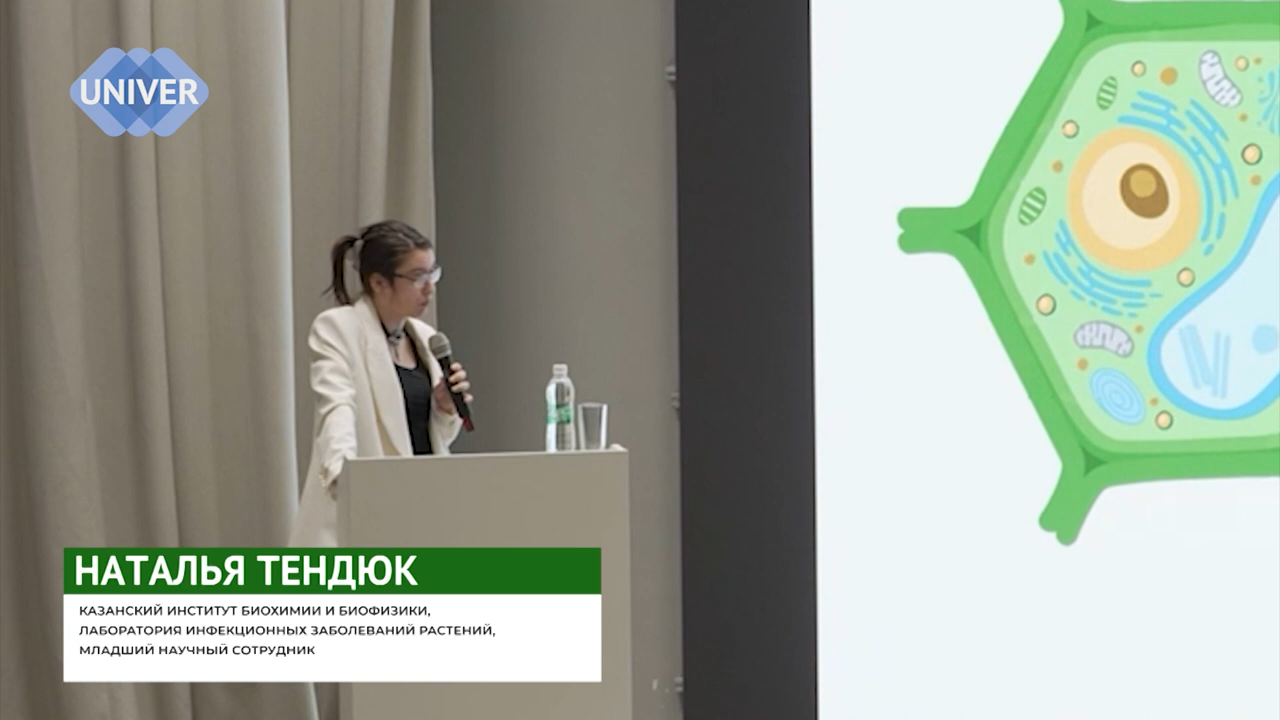 UNIVER
НАТАЛЬЯ ТЕНДЮК
КАЗАНСКИЙ ИНСТИТУТ БИОХИМИИ И БИОФИЗИКИ,
ЛАБОРАТОРИЯ ИНФЕКЦИОННЫХ ЗАБОЛЕВАНИЙ РАСТЕНИЙ,
МЛАДШИЙ НАУЧНЫЙ СОТРУДНИК